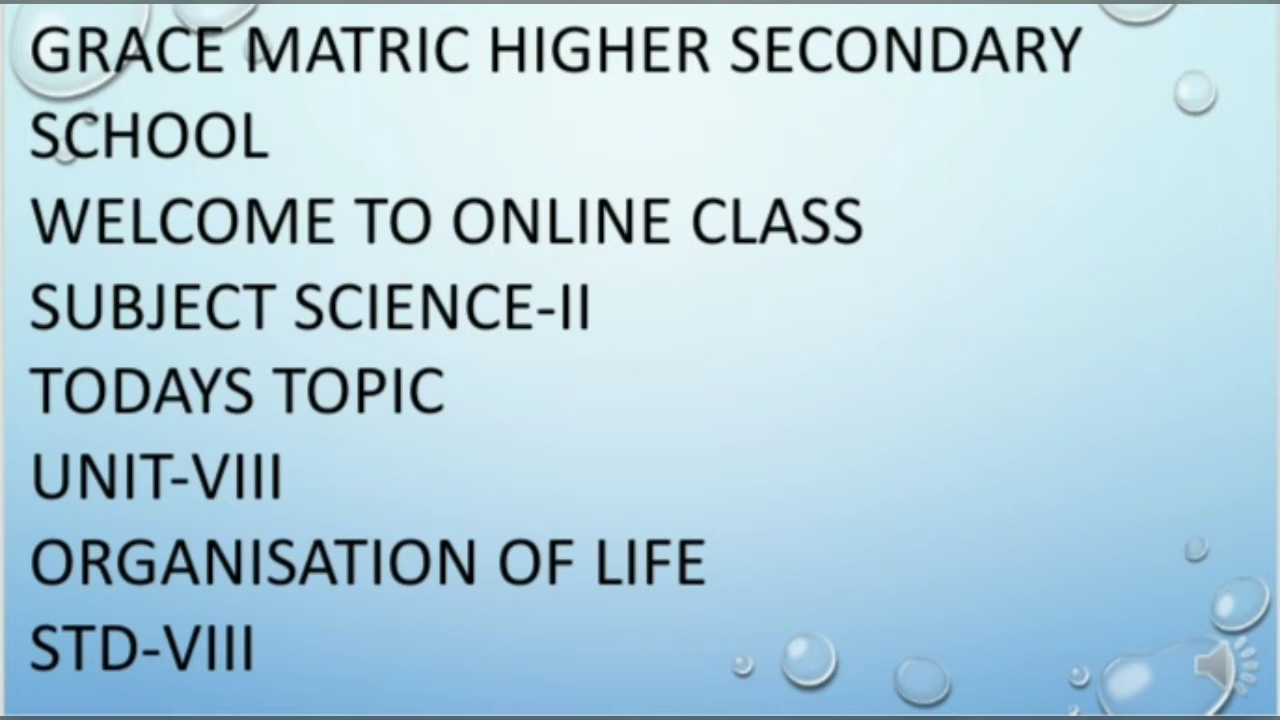 GRACE MATRIC HIGHER SECONDARY
SCHOOL
WELCOME TO ONLINE CLASS
SUBJECT SCIENCE-II
TODAYS TOPIC
UNIT-VIII
ORGANISATION OF LIFE
STD-VIII